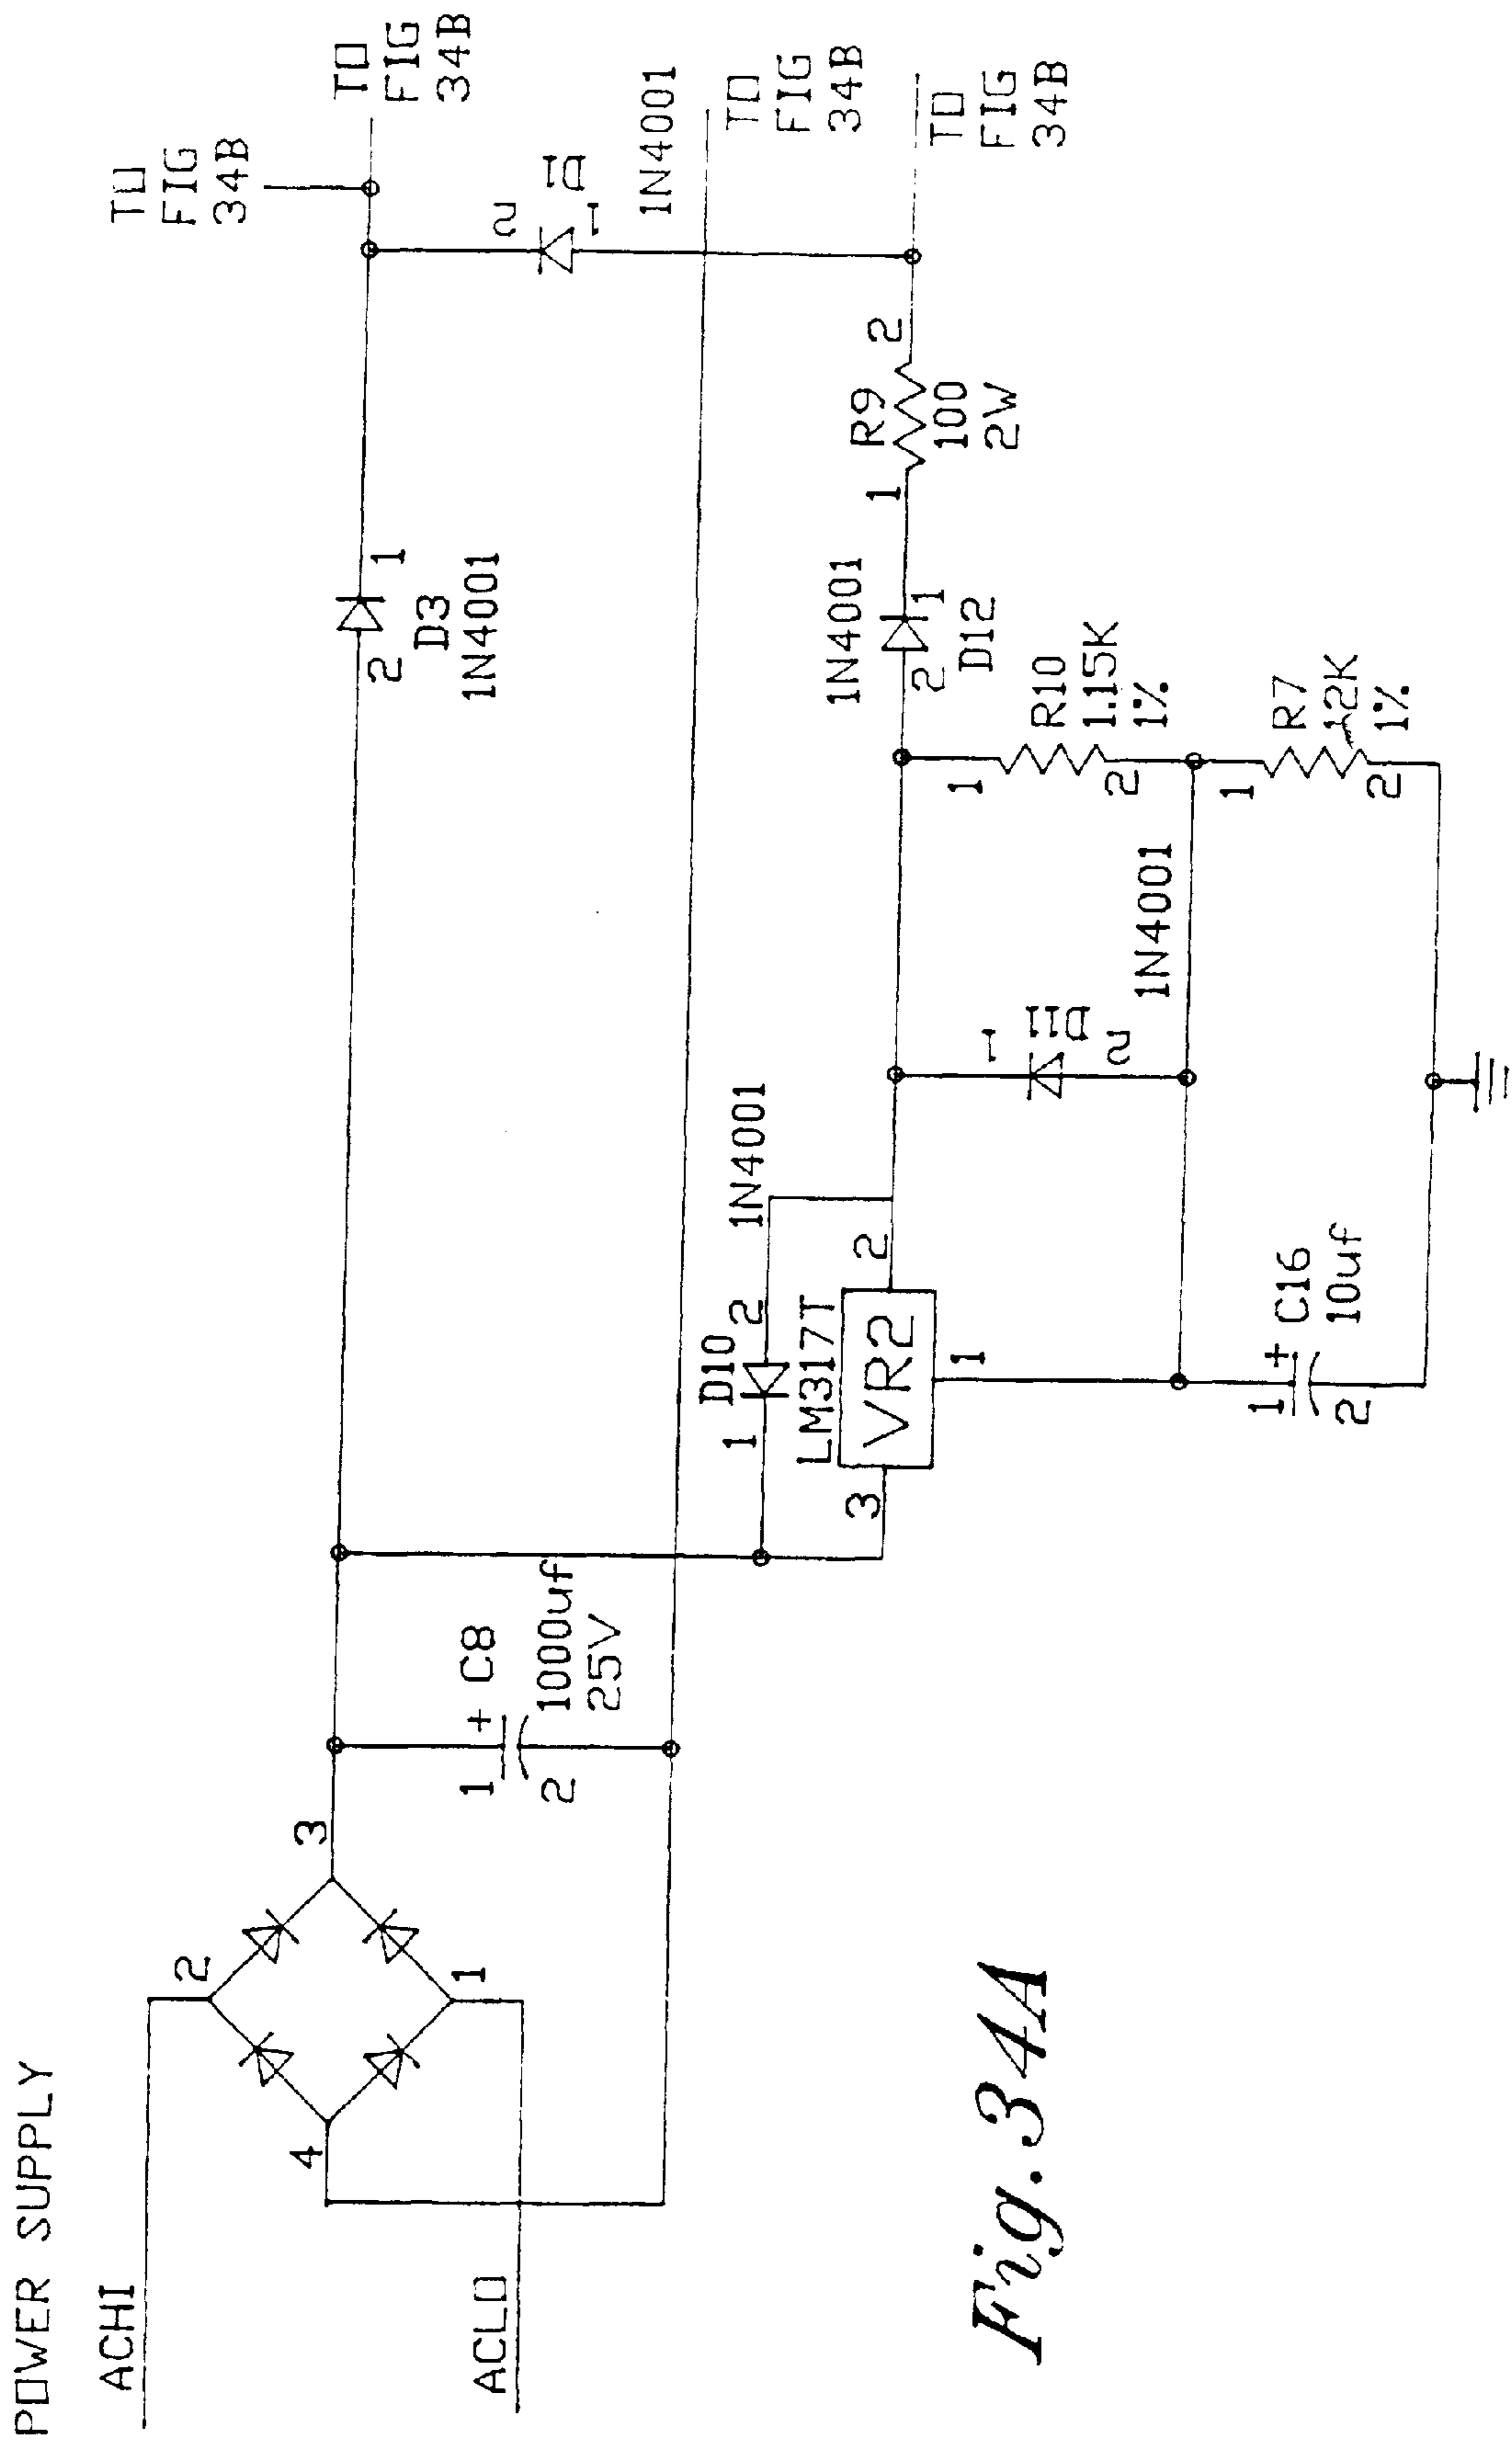 POWER SUPPLY
ACHI
ACLO
2
3
4
1
1
+
C8
2
1000uf
25V
2
1
D3
1N4001
TO
FIG
34B
TO
FIG
34B
2
D1
1
1N4001
TO
FIG
34B
TO
FIG
34B
D10
1
2
1N4001
LM317T
VR2
3
2
1
1
D11
2
1N4001
1N4001
2
1
D12
R9
1
2
100
2W
R10
1
1.15K
2
1%
R7
1
2
1%
+
C16
1
10uf
2
Fig. 34A